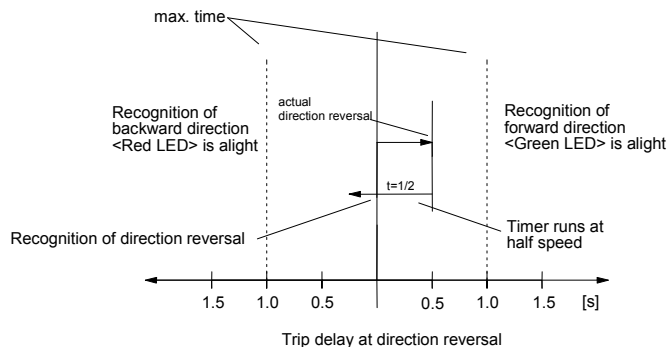 max. time
Recognition of
backward direction
<Red LED> is alight
actual
direction reversal
Recognition of
forward direction
<Green LED> is alight
t=1/2
Recognition of direction reversal
Timer runs at
half speed
1.5 1.0 0.5 0.5 1.0 1.5 [s]
Trip delay at direction reversal